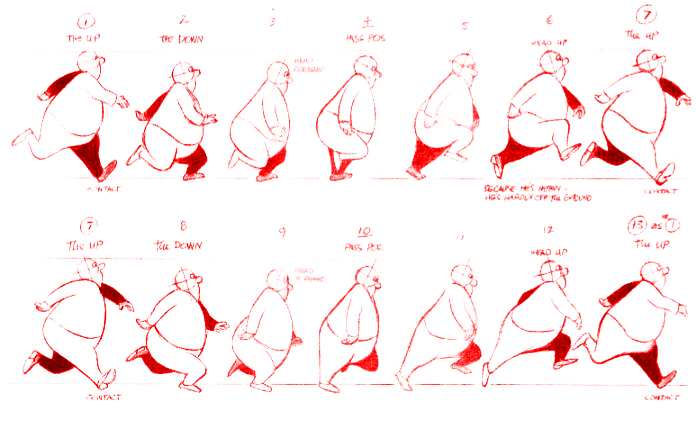 1 2 3 4 5 6 7
THE UP THE DOWN PASS POS. HEAD UP THE UP
HEAD
FORWARD
CONTACT CONTACT
BECAUSE HE'S HEAVY -
HE'S HARDLY OFF THE GROUND
7 8 9 10 11 12 13 as 1
THE UP THE DOWN PASS POS. HEAD UP THE UP
HEAD
FORWARD
CONTACT CONTACT